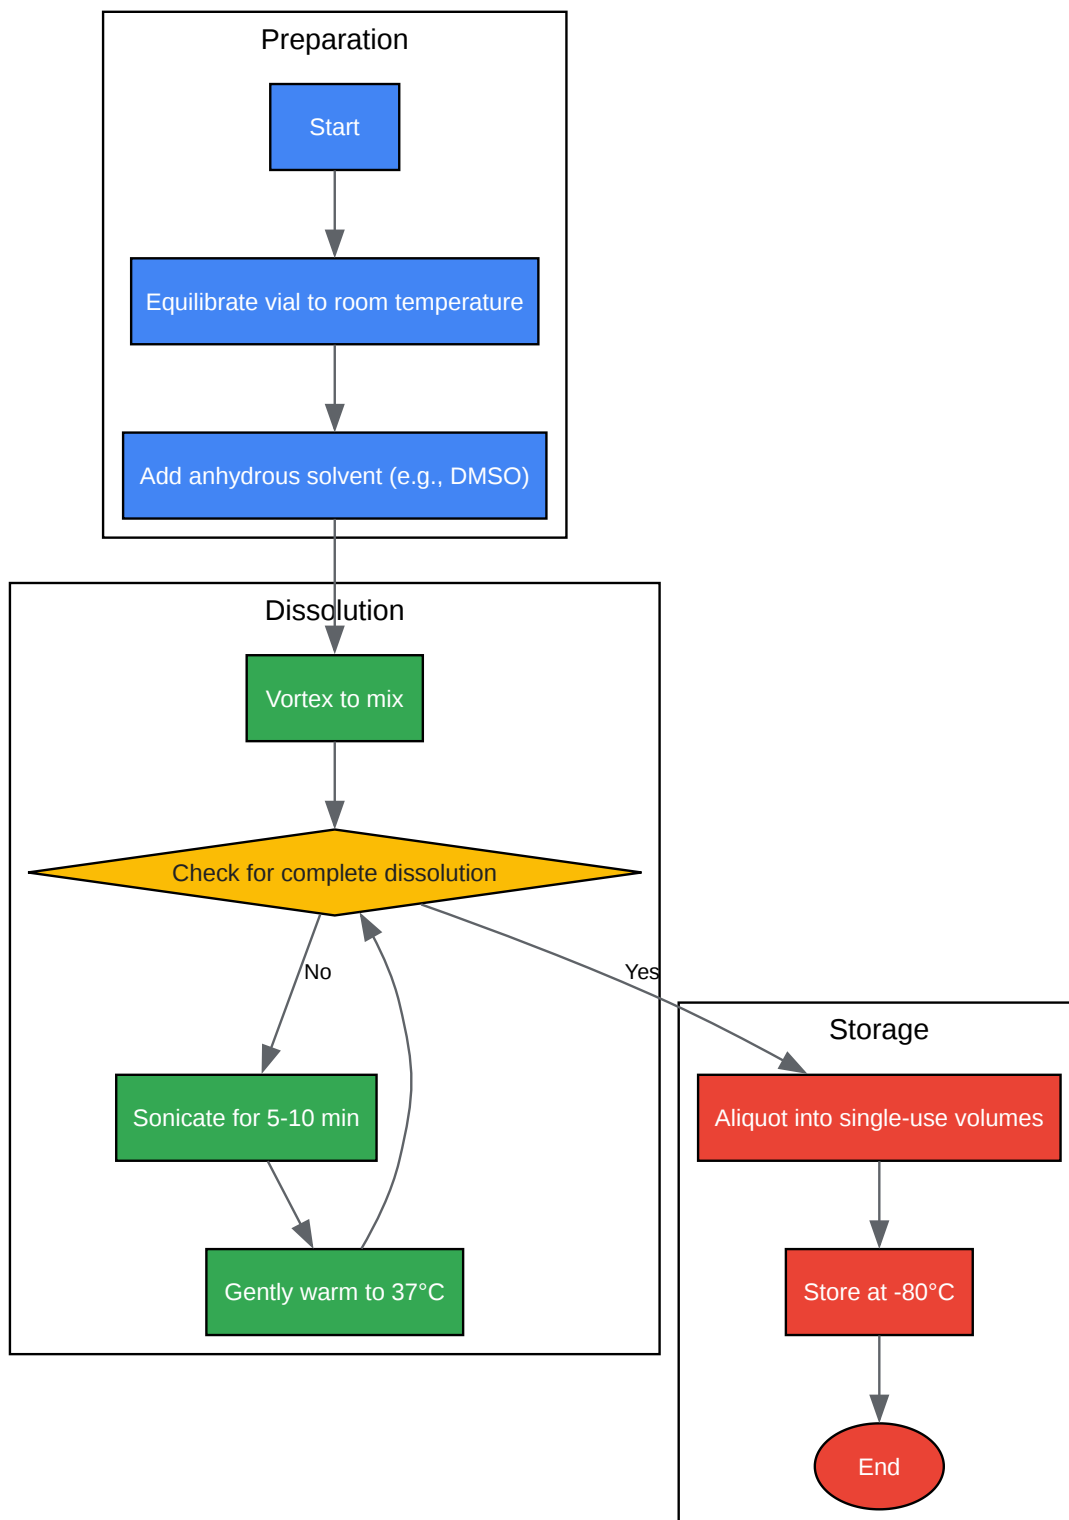 Preparation
Start
Equilibrate vial to room temperature
Add anhydrous solvent (e.g., DMSO)
Dissolution
Vortex to mix
Check for complete dissolution
No
Yes
Sonicate for 5-10 min
Gently warm to 37°C
Storage
Aliquot into single-use volumes
Store at -80°C
End